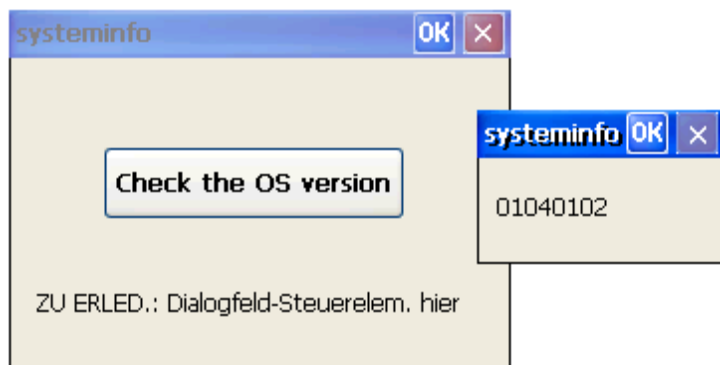 systeminfo OK
Check the OS version
ZU ERLED.: Dialogfeld-Steuerelem. hier
systeminfo OK
01040102